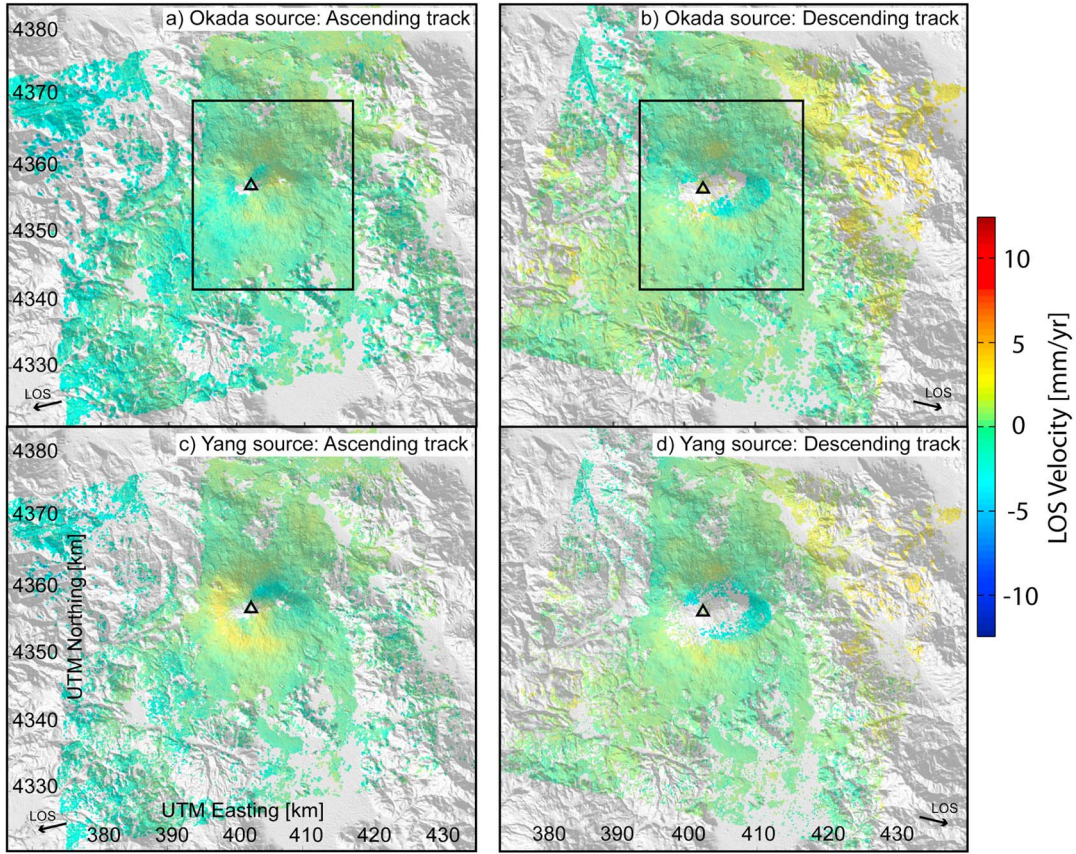 a) Okada source: Ascending track
b) Okada source: Descending track
4380
4370
4360
4350
4340
4330
LOS
LOS
c) Yang source: Ascending track
d) Yang source: Descending track
4380
4370
4360
4350
4340
4330
UTM Northing [km]
UTM Easting [km]
LOS
LOS
380 390 400 410 420 430
380 400 410 420 430
10
5
0
-5
-10
LOS Velocity [mm/yr]